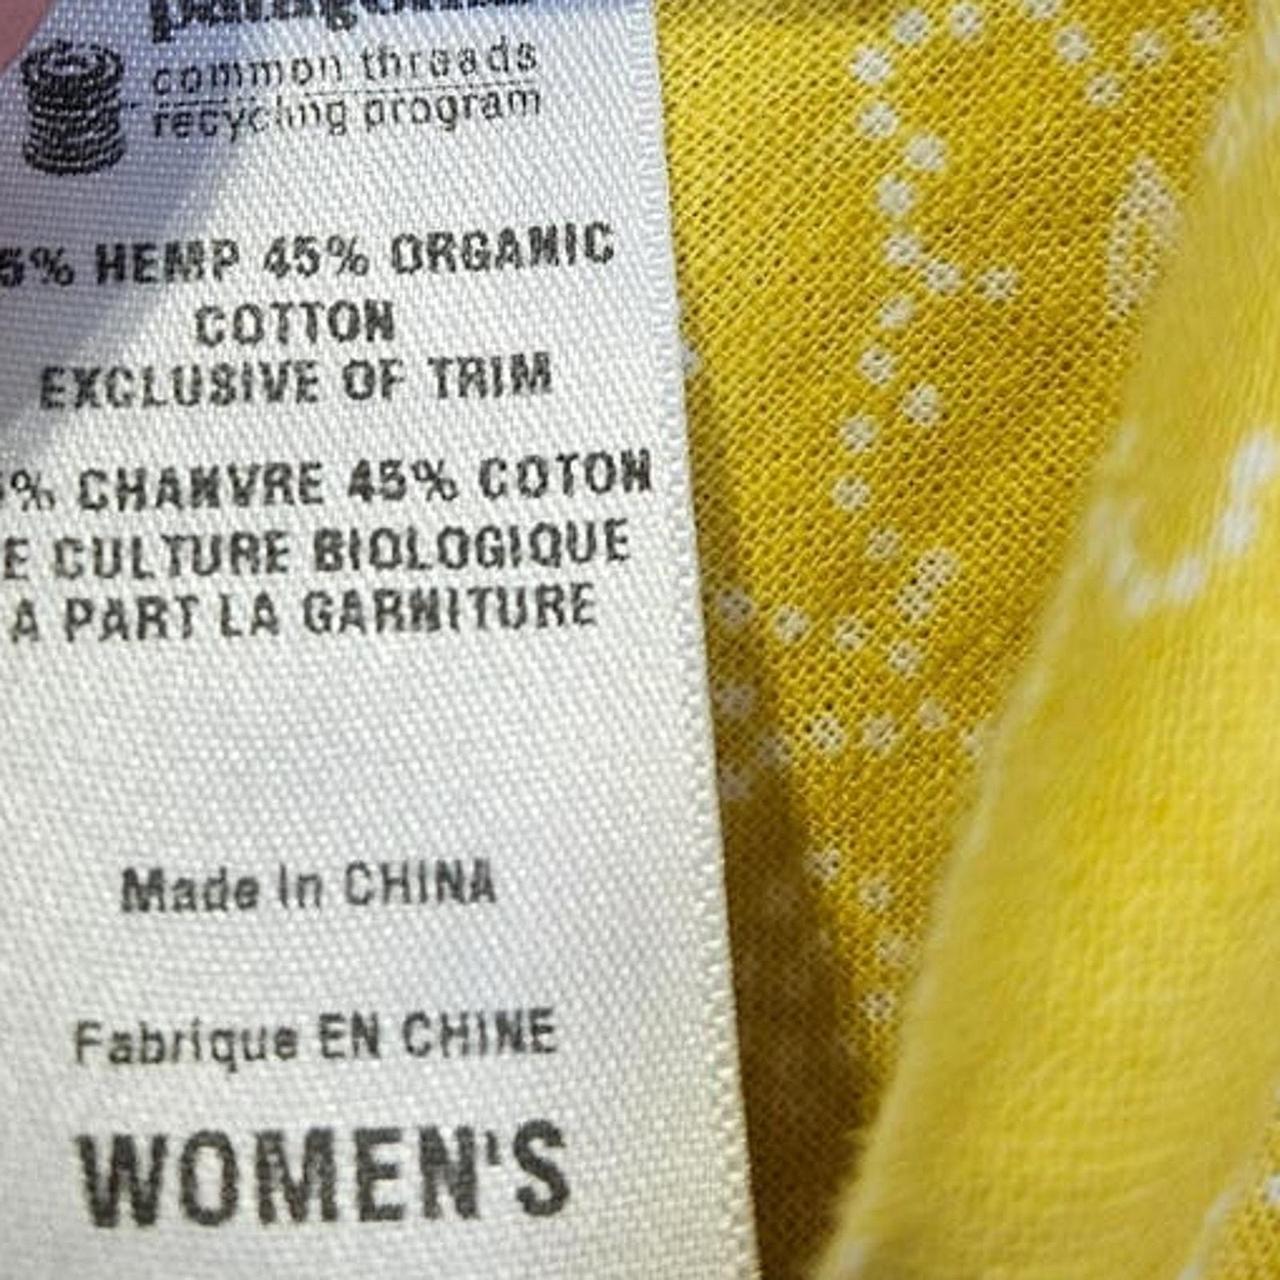 patagonia
common threads
recycling program
5% HEMP 45% ORGANIC
COTTON
EXCLUSIVE OF TRIM
% CHANVRE 45% COTON
E CULTURE BIOLOGIQUE
A PART LA GARNITURE
Made in CHINA
Fabrique EN CHINE
WOMEN'S